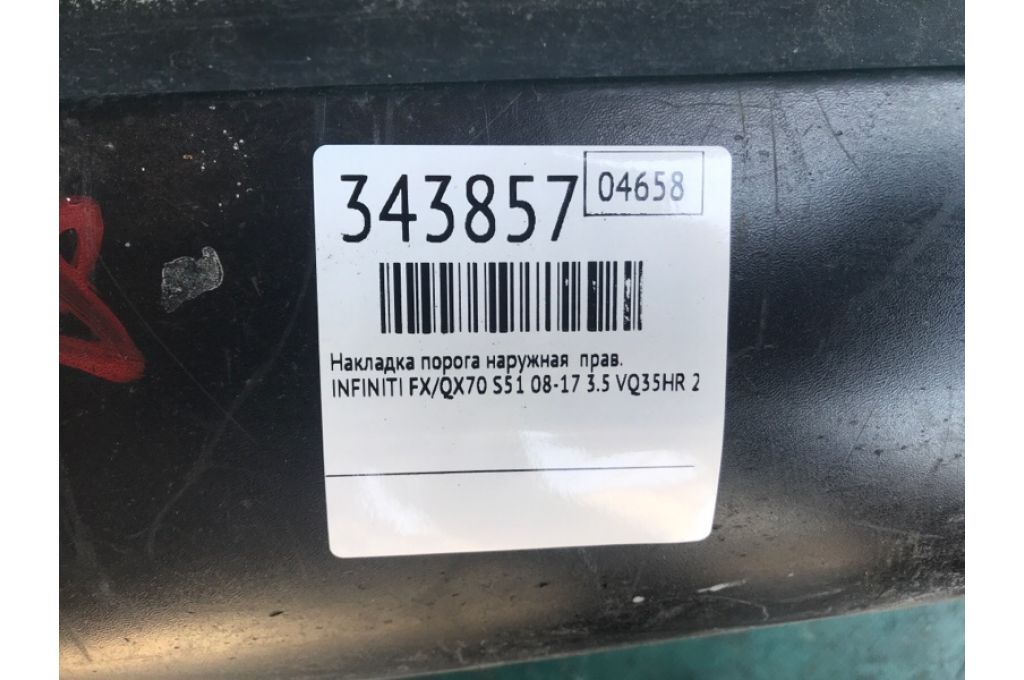 343857 04658
Накладка порога наружная прав.
INFINITI FX/QX70 S51 08-17 3.5 VQ35HR 2